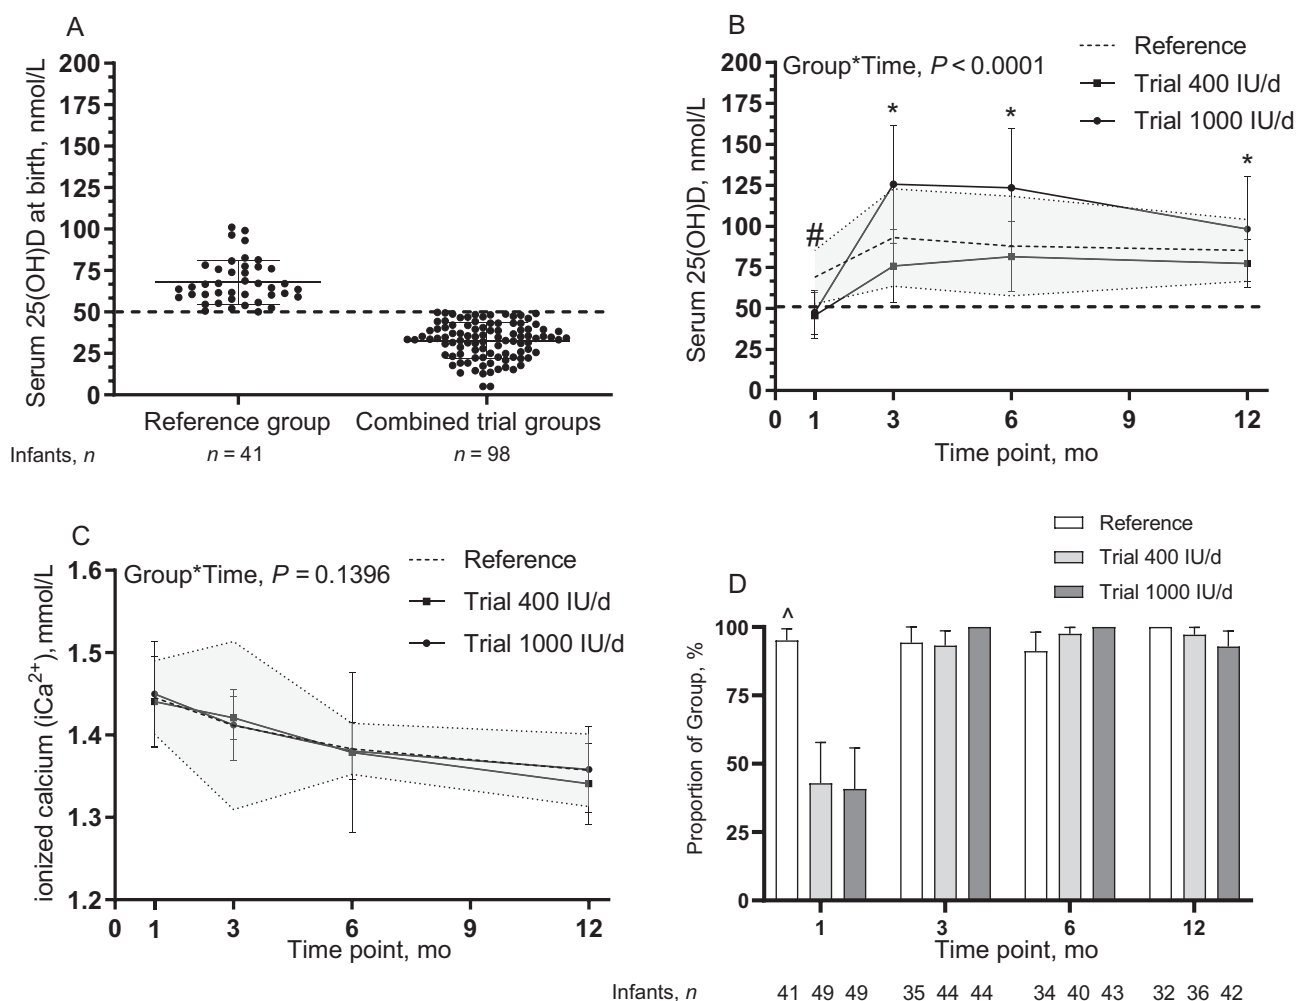 A
Serum 25(OH)D at birth, nmol/L
200
175
150
125
100
75
50
25
0
Reference group
Combined trial groups
Infants, n
n = 41
n = 98
B
Reference
Trial 400 IU/d
Trial 1000 IU/d
Group*Time, P < 0.0001
Serum 25(OH)D, nmol/L
200
175
150
125
100
75
50
25
0
#
*
*
*
0 1 3 6 9 12
Time point, mo
C
Reference
Trial 400 IU/d
Trial 1000 IU/d
Group*Time, P = 0.1396
ionized calcium (iCa2+), mmol/L
1.6
1.5
1.4
1.3
1.2
0 1 3 6 9 12
Time point, mo
D
Reference
Trial 400 IU/d
Trial 1000 IU/d
Proportion of Group, %
100
75
50
25
0
^
1 3 6 12
Time point, mo
Infants, n
41 49 49 35 44 44 34 40 43 32 36 42